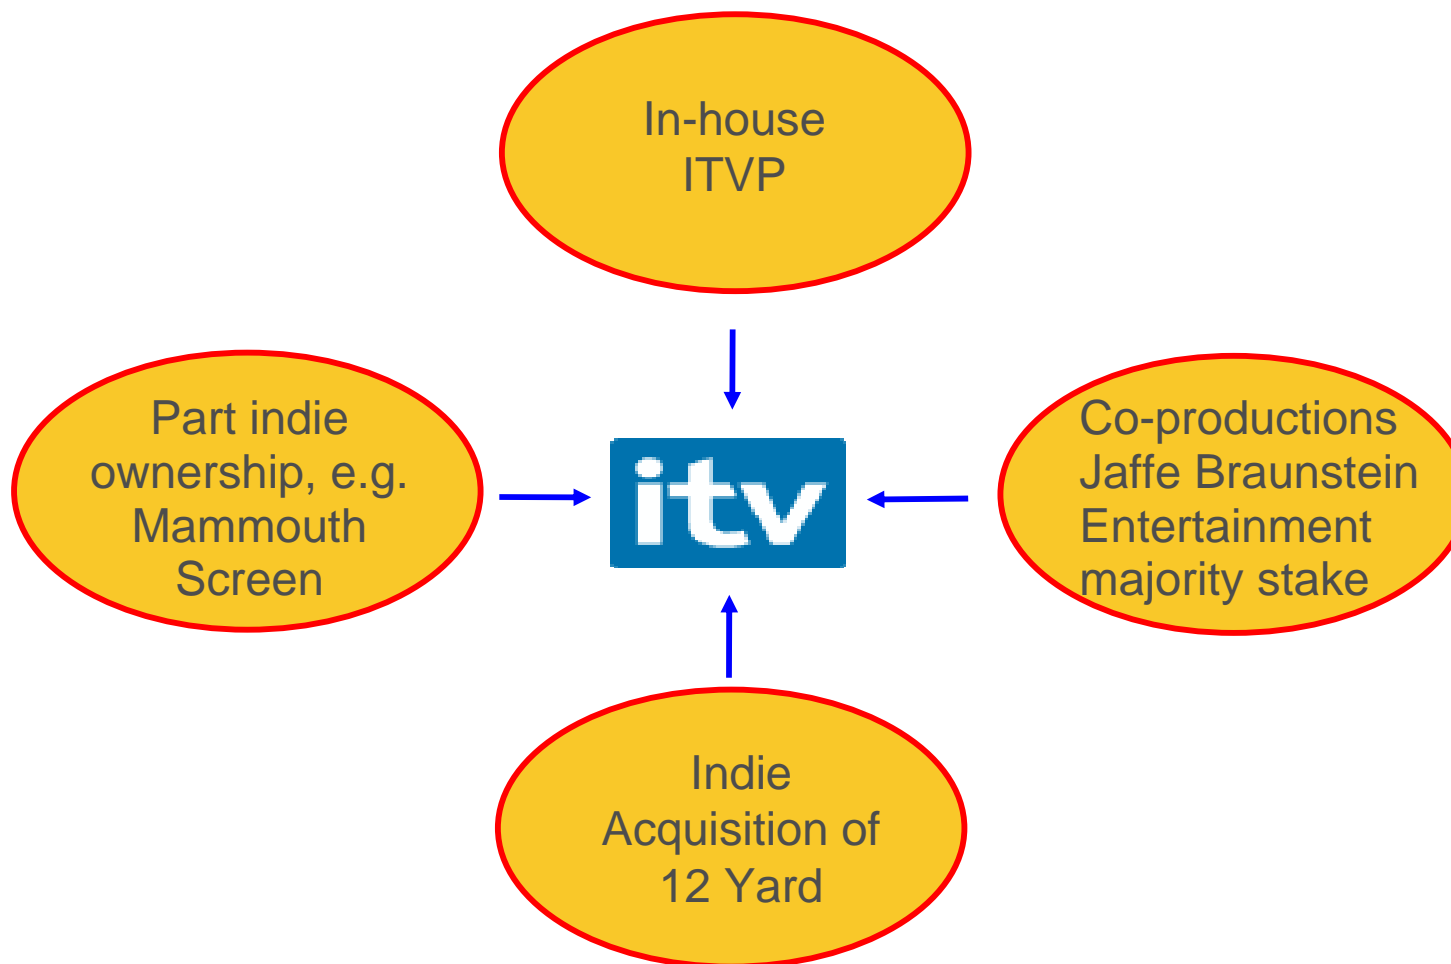 In-house
ITVP
Part indie
ownership, e.g.
Mammouth
Screen
itv
Co-productions
Jaffe Braunstein
Entertainment
majority stake
Indie
Acquisition of
12 Yard